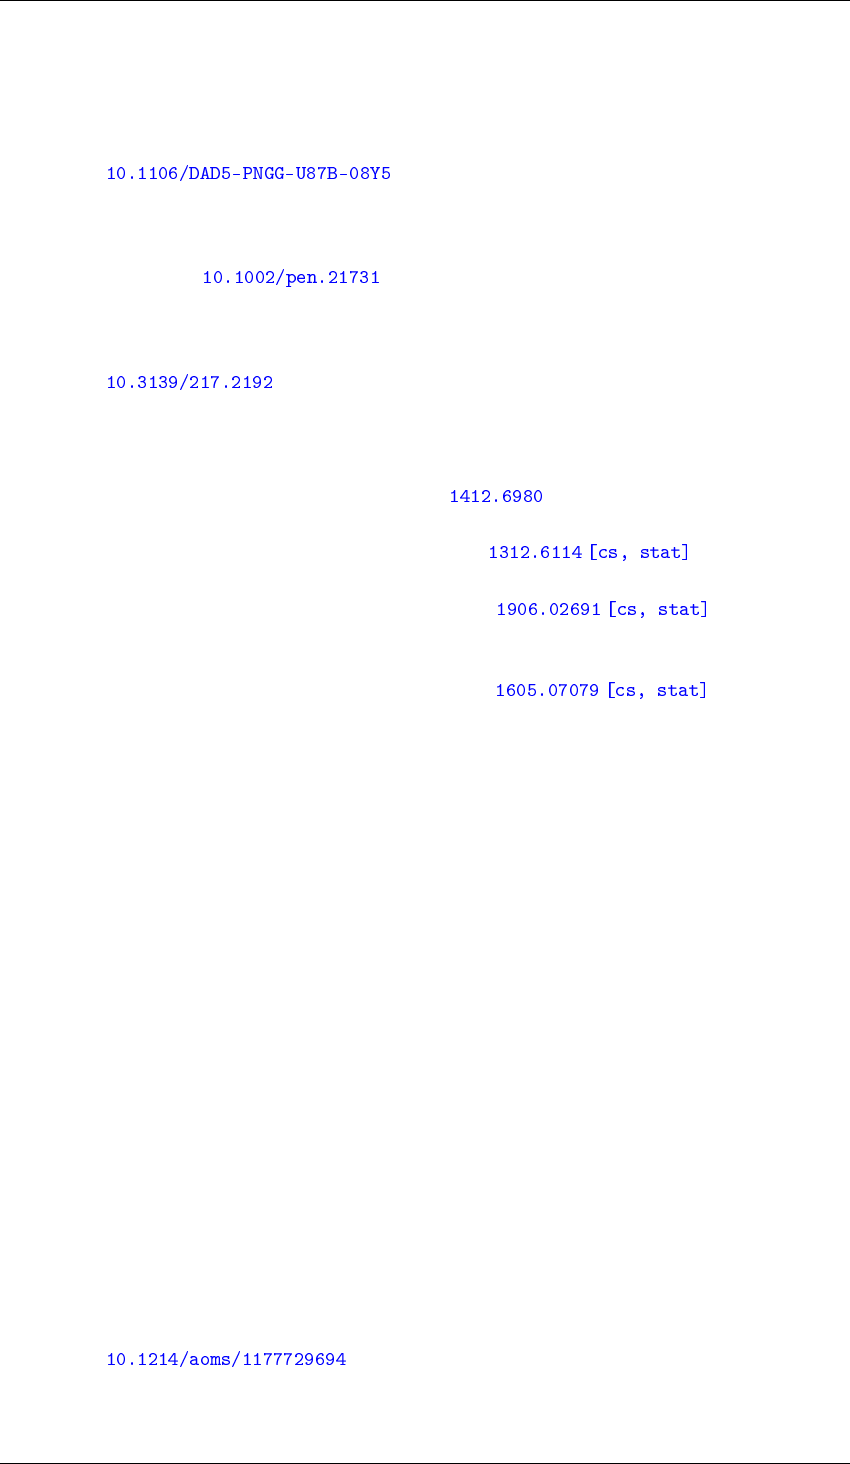 10.1106/DAD5-PNGG-U87B-08Y5
10.1002/pen.21731
10.3139/217.2192
1412.6980
1312.6114 [cs, stat]
1906.02691 [cs, stat]
1605.07079 [cs, stat]
10.1214/aoms/1177729694